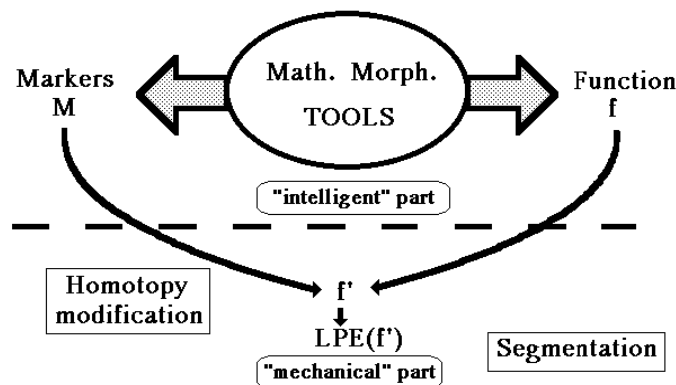 Markers
M
Math. Morph.
TOOLS
Function
f
"intelligent" part
Homotopy
modification
f'
LPE(f')
"mechanical" part
Segmentation